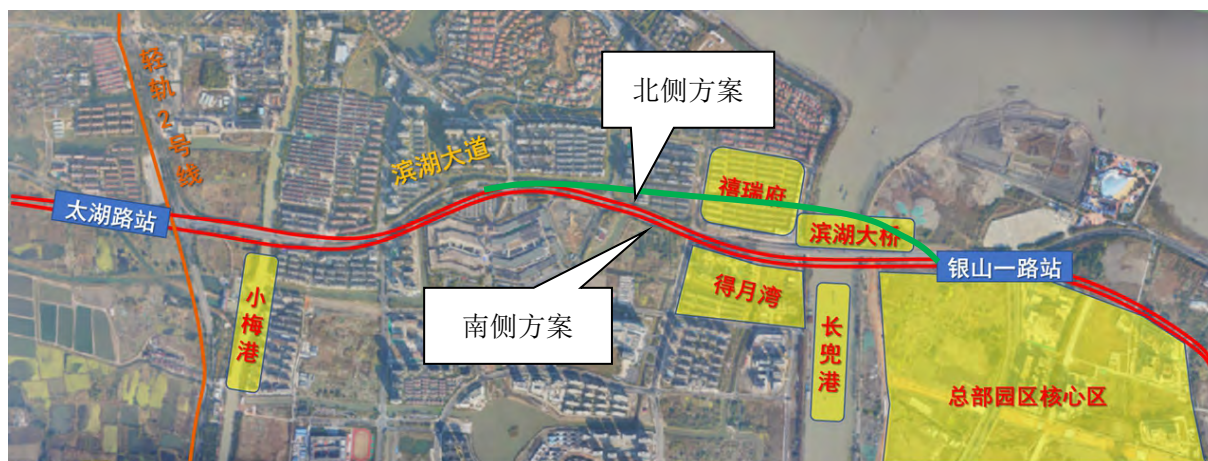 轻轨2号线
滨湖大道
北侧方案
太湖路站
禧瑞府
滨湖大桥
银山一路站
小梅港
南侧方案
得月湾
长兜港
总部园区核心区